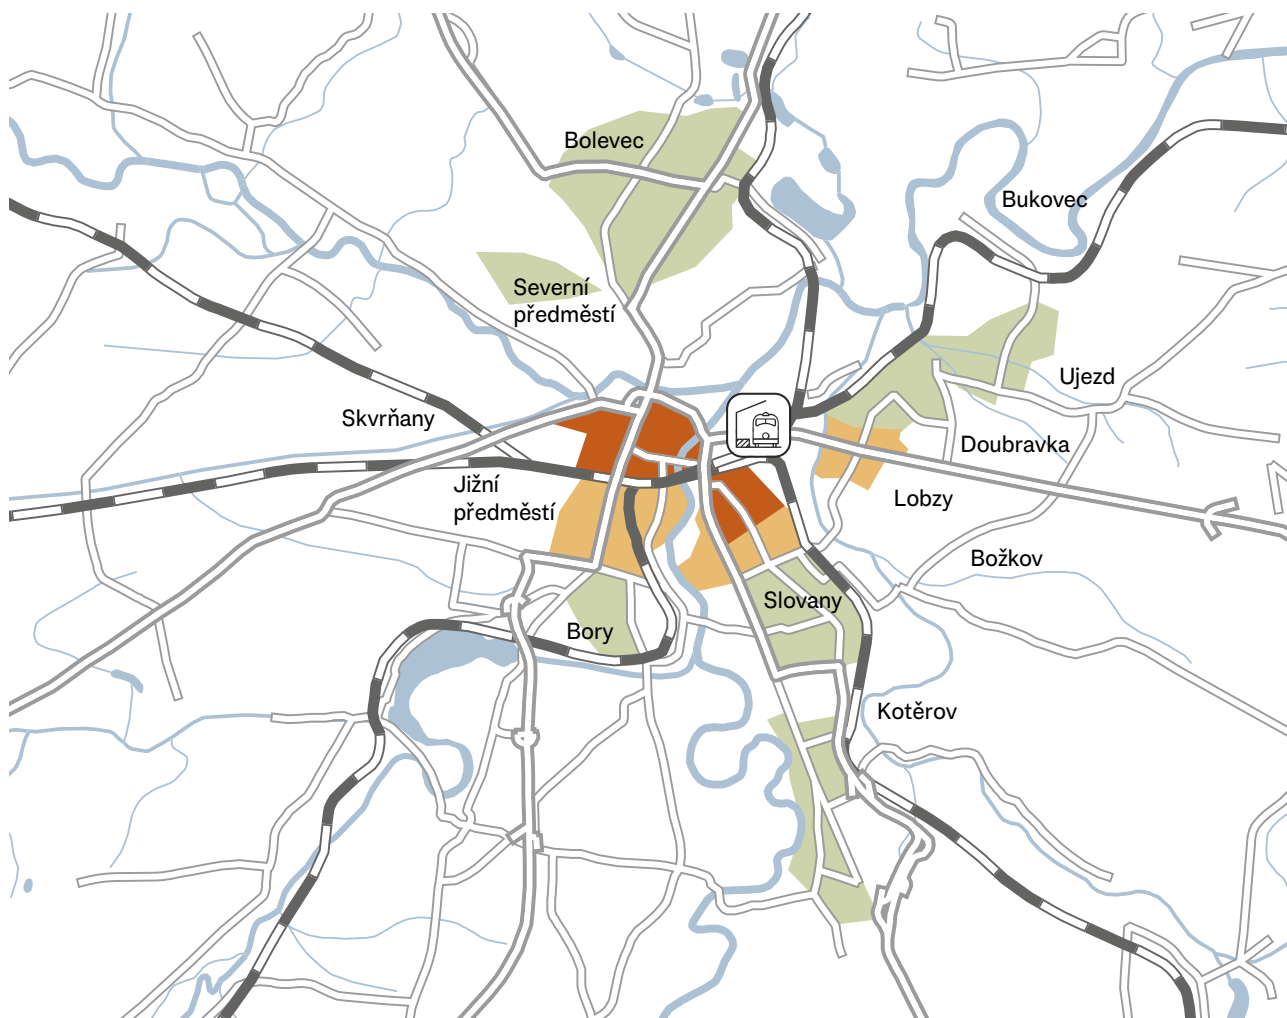 Bolevec
Bukovec
Severní
předměstí
Ujezd
Skvrňany
Doubravka
Jižní
předměstí
Lobzy
Božkov
Slovany
Bory
Kotěrov